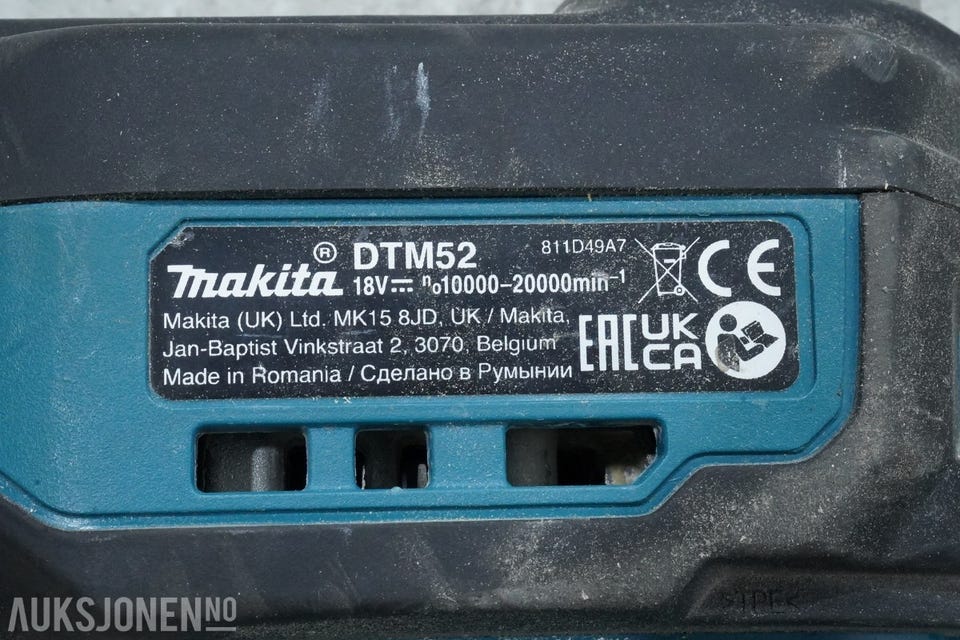 makita® DTM52 811D49A7 CE
18V⎓ n₀10000–20000min⁻¹
Makita (UK) Ltd. MK15 8JD, UK / Makita,
Jan-Baptist Vinkstraat 2, 3070, Belgium
Made in Romania / Сделано в Румынии
EAC UK CA
AUKSJONEN.NO